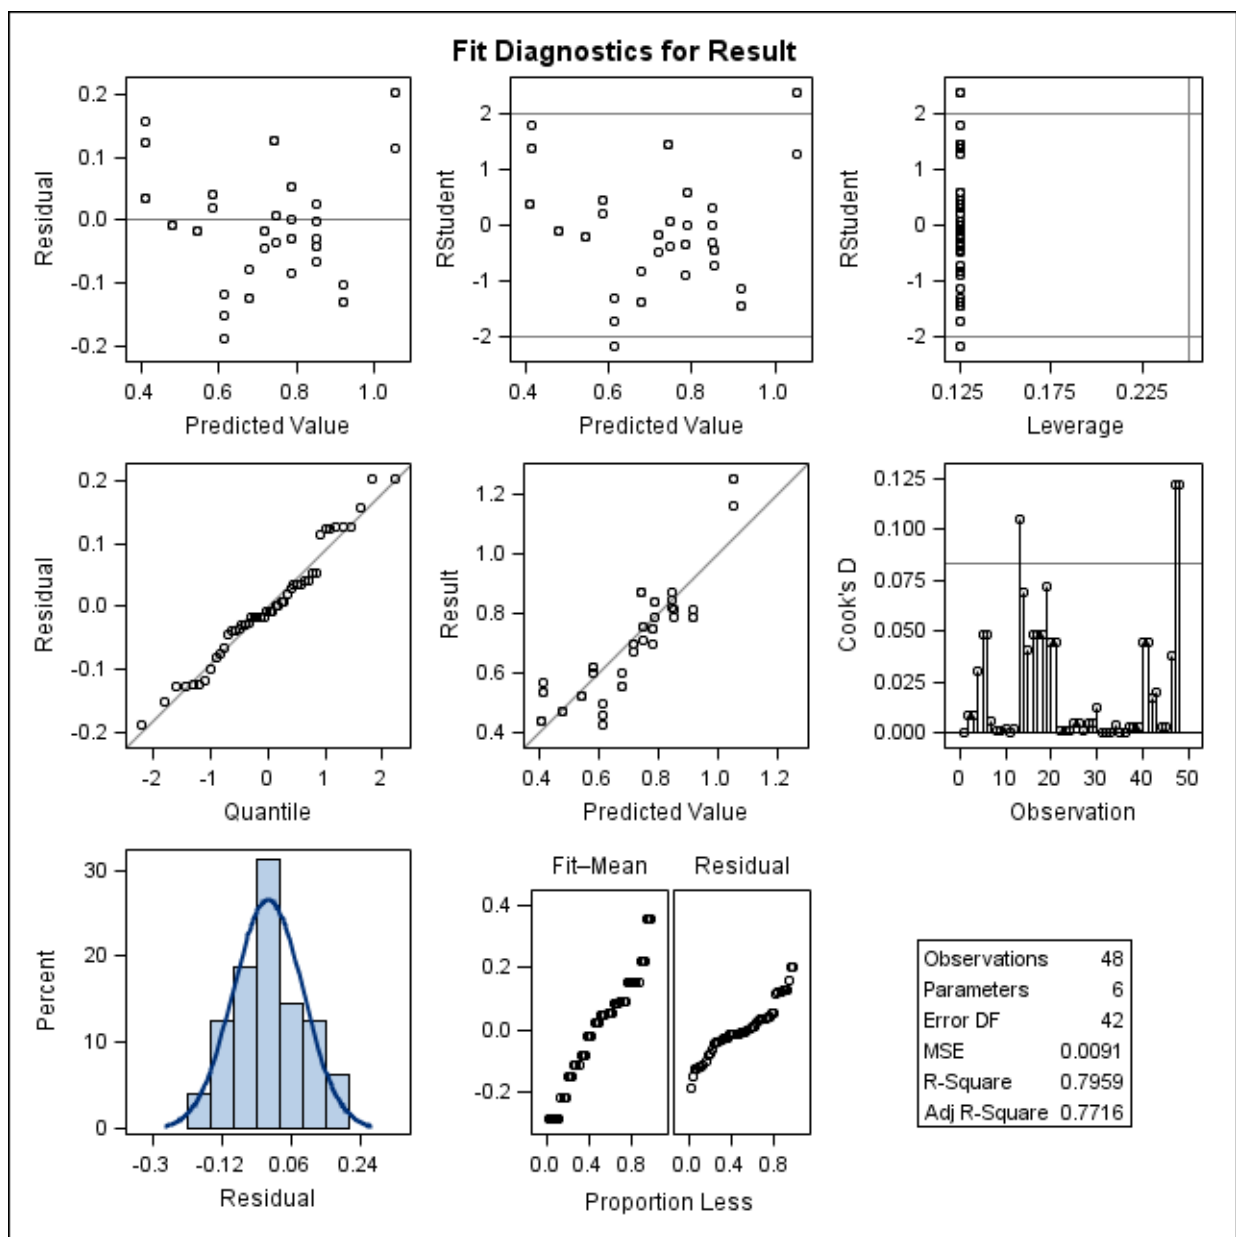 Fit Diagnostics for Result
0.2
0.1
0.0
-0.1
-0.2
Residual
0.4 0.6 0.8 1.0
Predicted Value
2
1
0
-1
-2
RStudent
0.4 0.6 0.8 1.0
Predicted Value
2
1
0
-1
-2
RStudent
0.125 0.175 0.225
Leverage
0.2
0.1
0.0
-0.1
-0.2
Residual
-2 -1 0 1 2
Quantile
1.2
1.0
0.8
0.6
0.4
Result
0.4 0.6 0.8 1.0 1.2
Predicted Value
0.125
0.100
0.075
0.050
0.025
0.000
Cook's D
0 10 20 30 40 50
Observation
30
20
10
0
Percent
-0.3 -0.12 0.06 0.24
Residual
Fit–Mean Residual
0.4
0.2
0.0
-0.2
0.0 0.4 0.8 0.0 0.4 0.8
Proportion Less
Observations 48
Parameters 6
Error DF 42
MSE 0.0091
R-Square 0.7959
Adj R-Square 0.7716